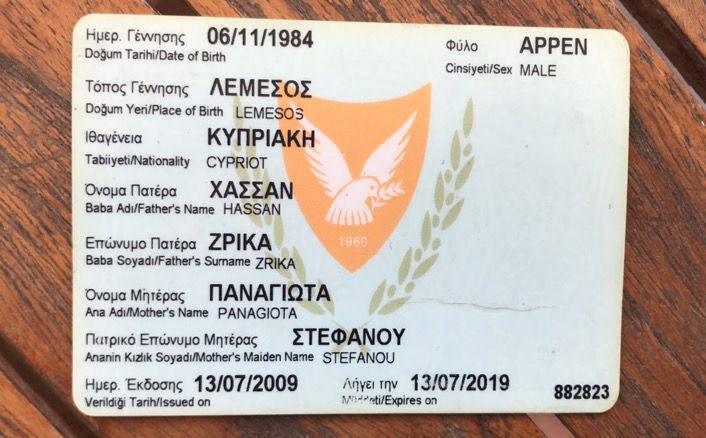 Ημερ. Γέννησης 06/11/1984
Doğum Tarihi/Date of Birth
Φύλο ΑΡΡΕΝ
Cinsiyeti/Sex MALE
Τόπος Γέννησης ΛΕΜΕΣΟΣ
Doğum Yeri/Place of Birth LEMESOS
Ιθαγένεια ΚΥΠΡΙΑΚΗ
Tabiiyeti/Nationality CYPRIOT
Όνομα Πατέρα ΧΑΣΣΑΝ
Baba Adı/Father's Name HASSAN
Επώνυμο Πατέρα ΖΡΙΚΑ
Baba Soyadı/Father's Surname ZRIKA
1960
Όνομα Μητέρας ΠΑΝΑΓΙΩΤΑ
Ana Adı/Mother's Name PANAGIOTA
Πατρικό Επώνυμο Μητέρας ΣΤΕΦΑΝΟΥ
Ananin Kızlık Soyadı/Mother's Maiden Name STEFANOU
Ημερ. Έκδοσης 13/07/2009 Λήγει την 13/07/2019
Verildiği Tarih/Issued on Müddeti/Expires on
882823